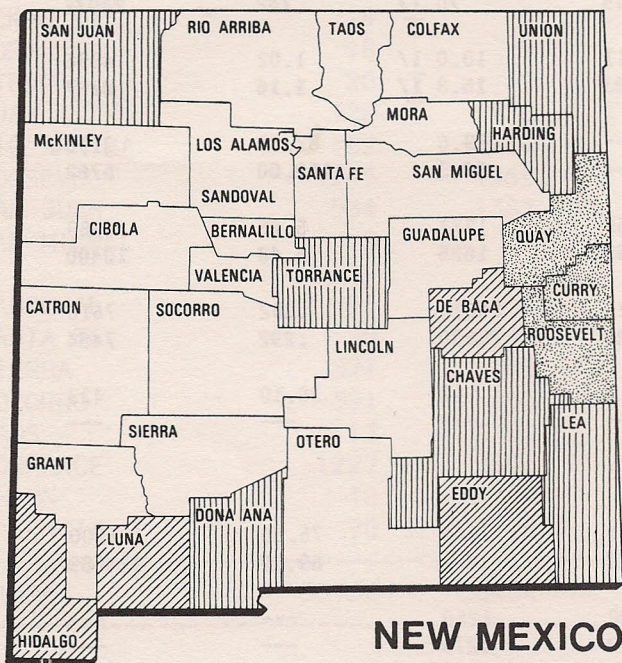 SAN JUAN
RIO ARRIBA
TAOS
COLFAX
UNION
MORA
HARDING
McKINLEY
LOS ALAMOS
SANTA FE
SAN MIGUEL
SANDOVAL
CIBOLA
BERNALILLO
GUADALUPE
QUAY
VALENCIA
TORRANCE
CURRY
CATRON
SOCORRO
DE BACA
LINCOLN
ROOSEVELT
CHAVES
LEA
SIERRA
OTERO
GRANT
EDDY
DONA ANA
LUNA
HIDALGO
NEW MEXICO